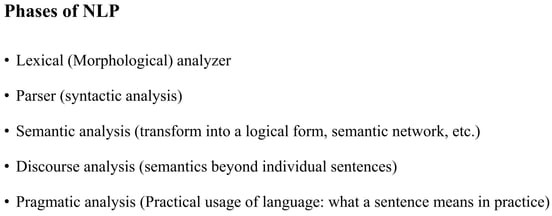 Phases of NLP
• Lexical (Morphological) analyzer
• Parser (syntactic analysis)
• Semantic analysis (transform into a logical form, semantic network, etc.)
• Discourse analysis (semantics beyond individual sentences)
• Pragmatic analysis (Practical usage of language: what a sentence means in practice)